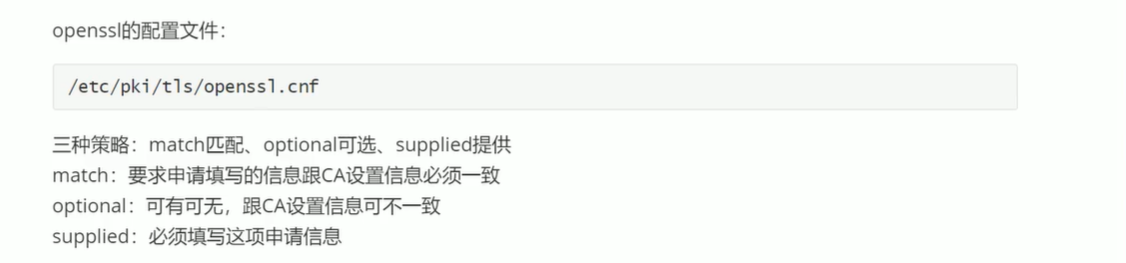 openssl的配置文件：
/etc/pki/tls/openssl.cnf
三种策略：match匹配、optional可选、supplied提供
match：要求申请填写的信息跟CA设置信息必须一致
optional：可有可无，跟CA设置信息可不一致
supplied：必须填写这项申请信息